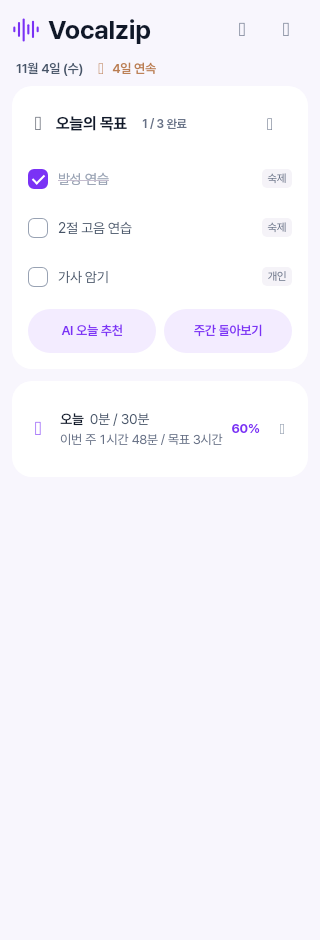 Vocalzip
11월 4일 (수) 4일 연속
오늘의 목표 1 / 3 완료
발성 연습 숙제
2절 고음 연습 숙제
가사 암기 개인
AI 오늘 추천 주간 돌아보기
오늘 0분 / 30분
이번 주 1시간 48분 / 목표 3시간 60%